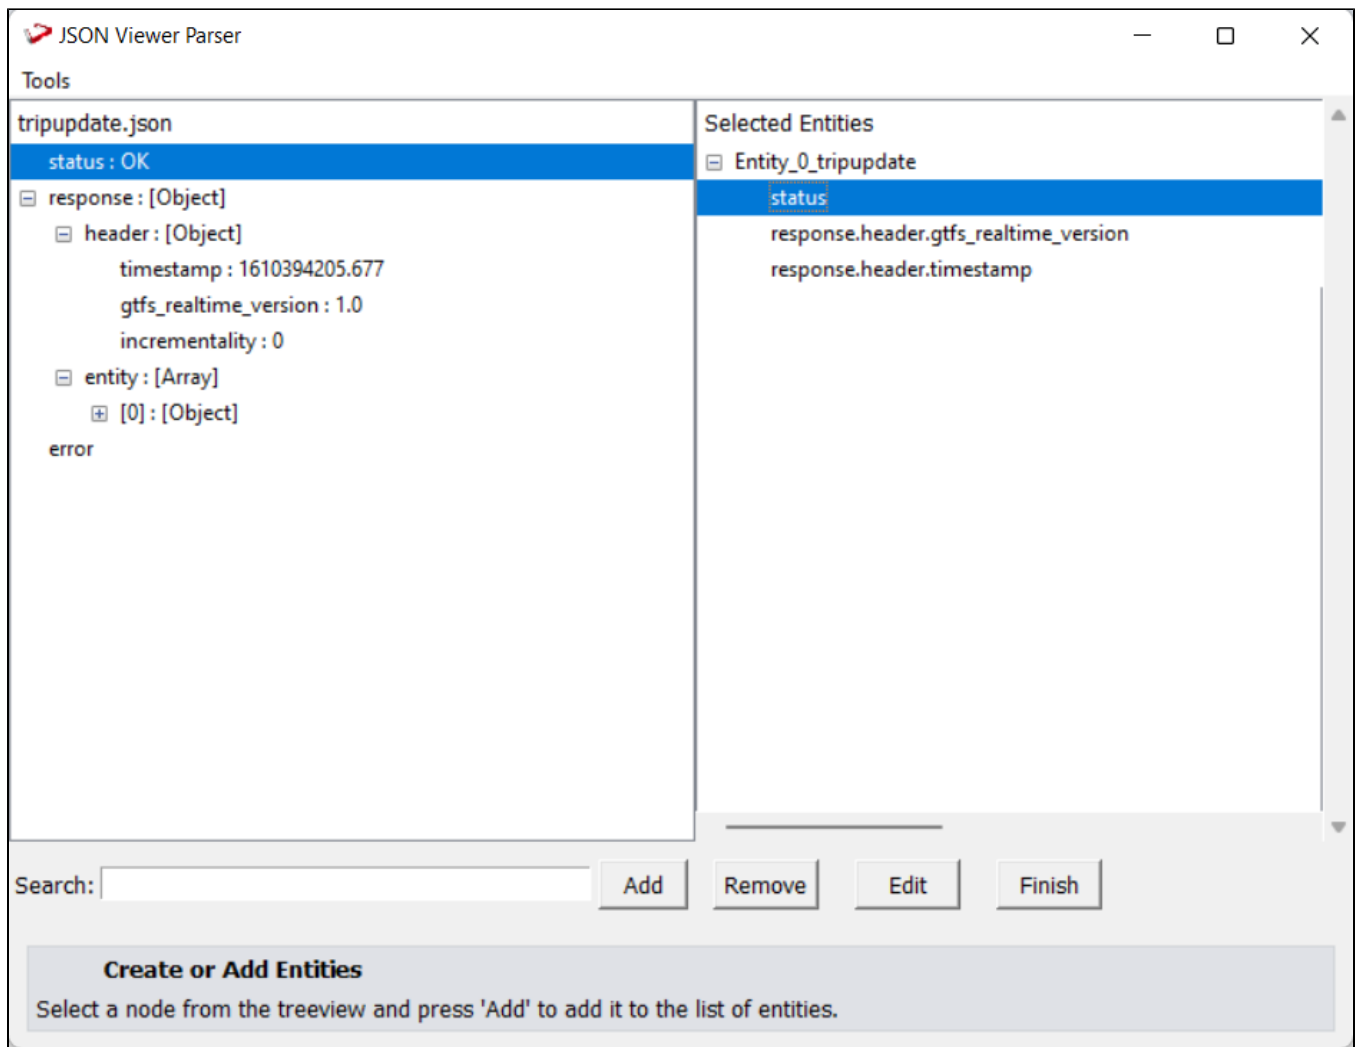 JSON Viewer Parser
Tools
tripupdate.json
status : OK
response : [Object]
header : [Object]
timestamp : 1610394205.677
gtfs_realtime_version : 1.0
incrementality : 0
entity : [Array]
[0] : [Object]
error
Selected Entities
Entity_0_tripupdate
status
response.header.gtfs_realtime_version
response.header.timestamp
Search:
Add
Remove
Edit
Finish
Create or Add Entities
Select a node from the treeview and press 'Add' to add it to the list of entities.